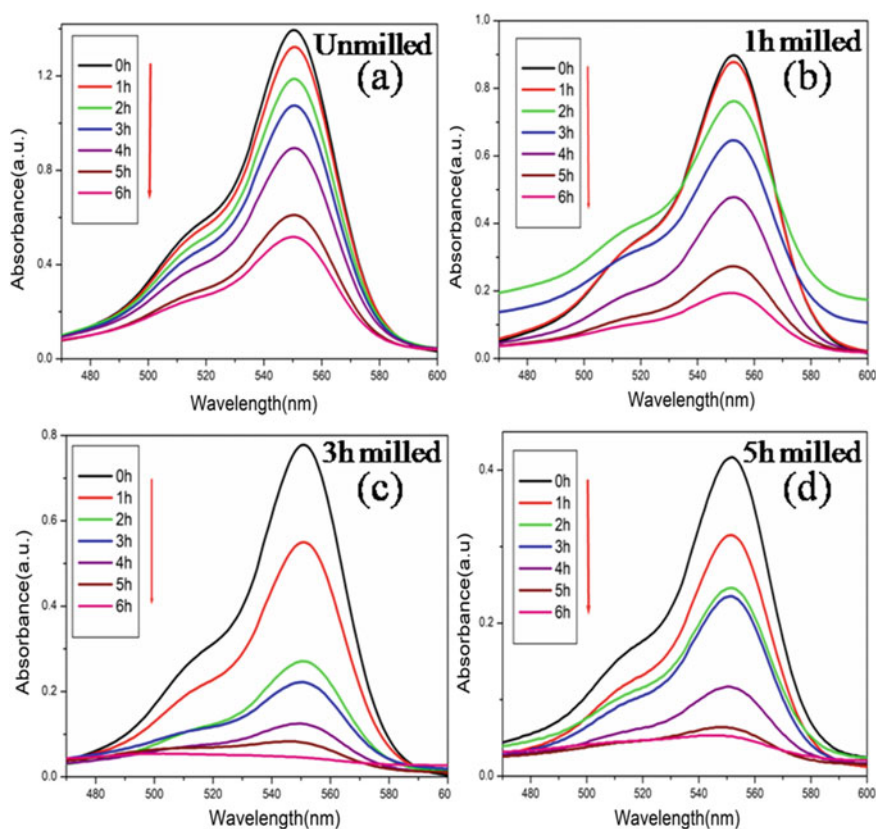 Unmilled
(a)
0h
1h
2h
3h
4h
5h
6h
Absorbance(a.u.)
1.2
0.8
0.4
0.0
480 500 520 540 560 580 600
Wavelength(nm)
1h milled
(b)
0h
1h
2h
3h
4h
5h
6h
Absorbance(a.u.)
1.0
0.8
0.6
0.4
0.2
0.0
480 500 520 540 560 580 600
Wavelength(nm)
3h milled
(c)
0h
1h
2h
3h
4h
5h
6h
Absorbance(a.u.)
0.8
0.6
0.4
0.2
0.0
480 500 520 540 560 580 60
Wavelength(nm)
5h milled
(d)
0h
1h
2h
3h
4h
5h
6h
Absorbance(a.u.)
0.4
0.2
0.0
480 500 520 540 560 580 600
Wavelength(nm)